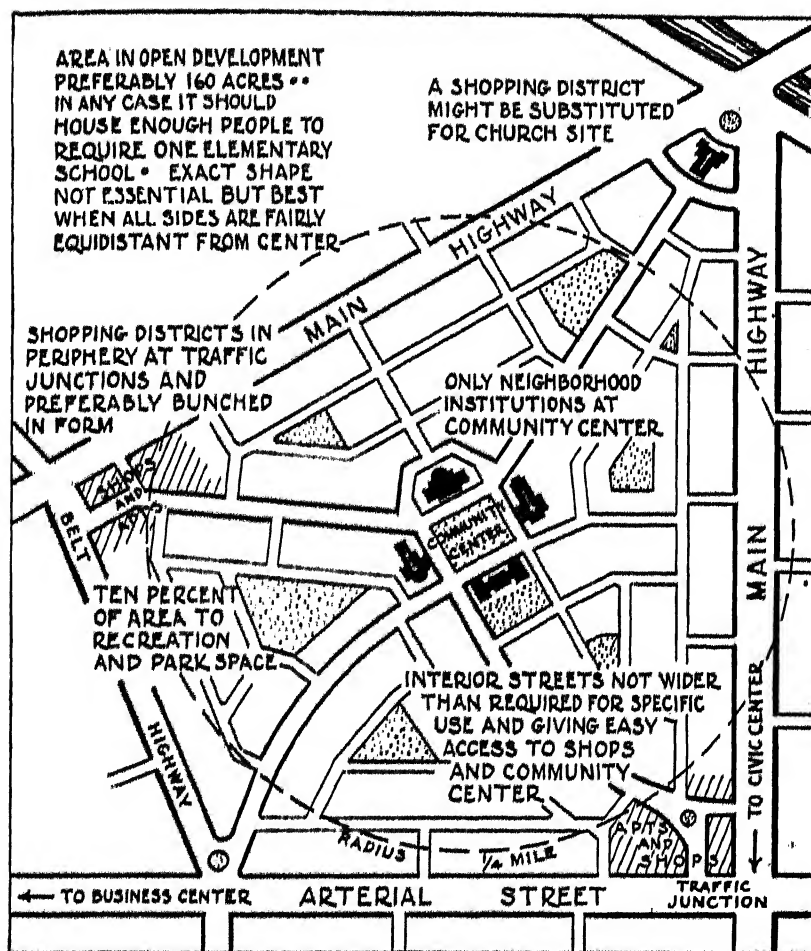 AREA IN OPEN DEVELOPMENT
PREFERABLY 160 ACRES ••
IN ANY CASE IT SHOULD
HOUSE ENOUGH PEOPLE TO
REQUIRE ONE ELEMENTARY
SCHOOL • EXACT SHAPE
NOT ESSENTIAL BUT BEST
WHEN ALL SIDES ARE FAIRLY
EQUIDISTANT FROM CENTER
A SHOPPING DISTRICT
MIGHT BE SUBSTITUTED
FOR CHURCH SITE
MAIN HIGHWAY
HIGHWAY
MAIN
SHOPPING DISTRICTS IN
PERIPHERY AT TRAFFIC
JUNCTIONS AND
PREFERABLY BUNCHED
IN FORM
ONLY NEIGHBORHOOD
INSTITUTIONS AT
COMMUNITY CENTER
SHOPS
AND
APTS
BELT
HIGHWAY
COMMUNITY
CENTER
TEN PERCENT
OF AREA TO
RECREATION
AND PARK SPACE
INTERIOR STREETS NOT WIDER
THAN REQUIRED FOR SPECIFIC
USE AND GIVING EASY
ACCESS TO SHOPS
AND COMMUNITY
CENTER
TO CIVIC CENTER
RADIUS 1/4 MILE
APTS
AND
SHOPS
TRAFFIC
JUNCTION
← TO BUSINESS CENTER ARTERIAL STREET